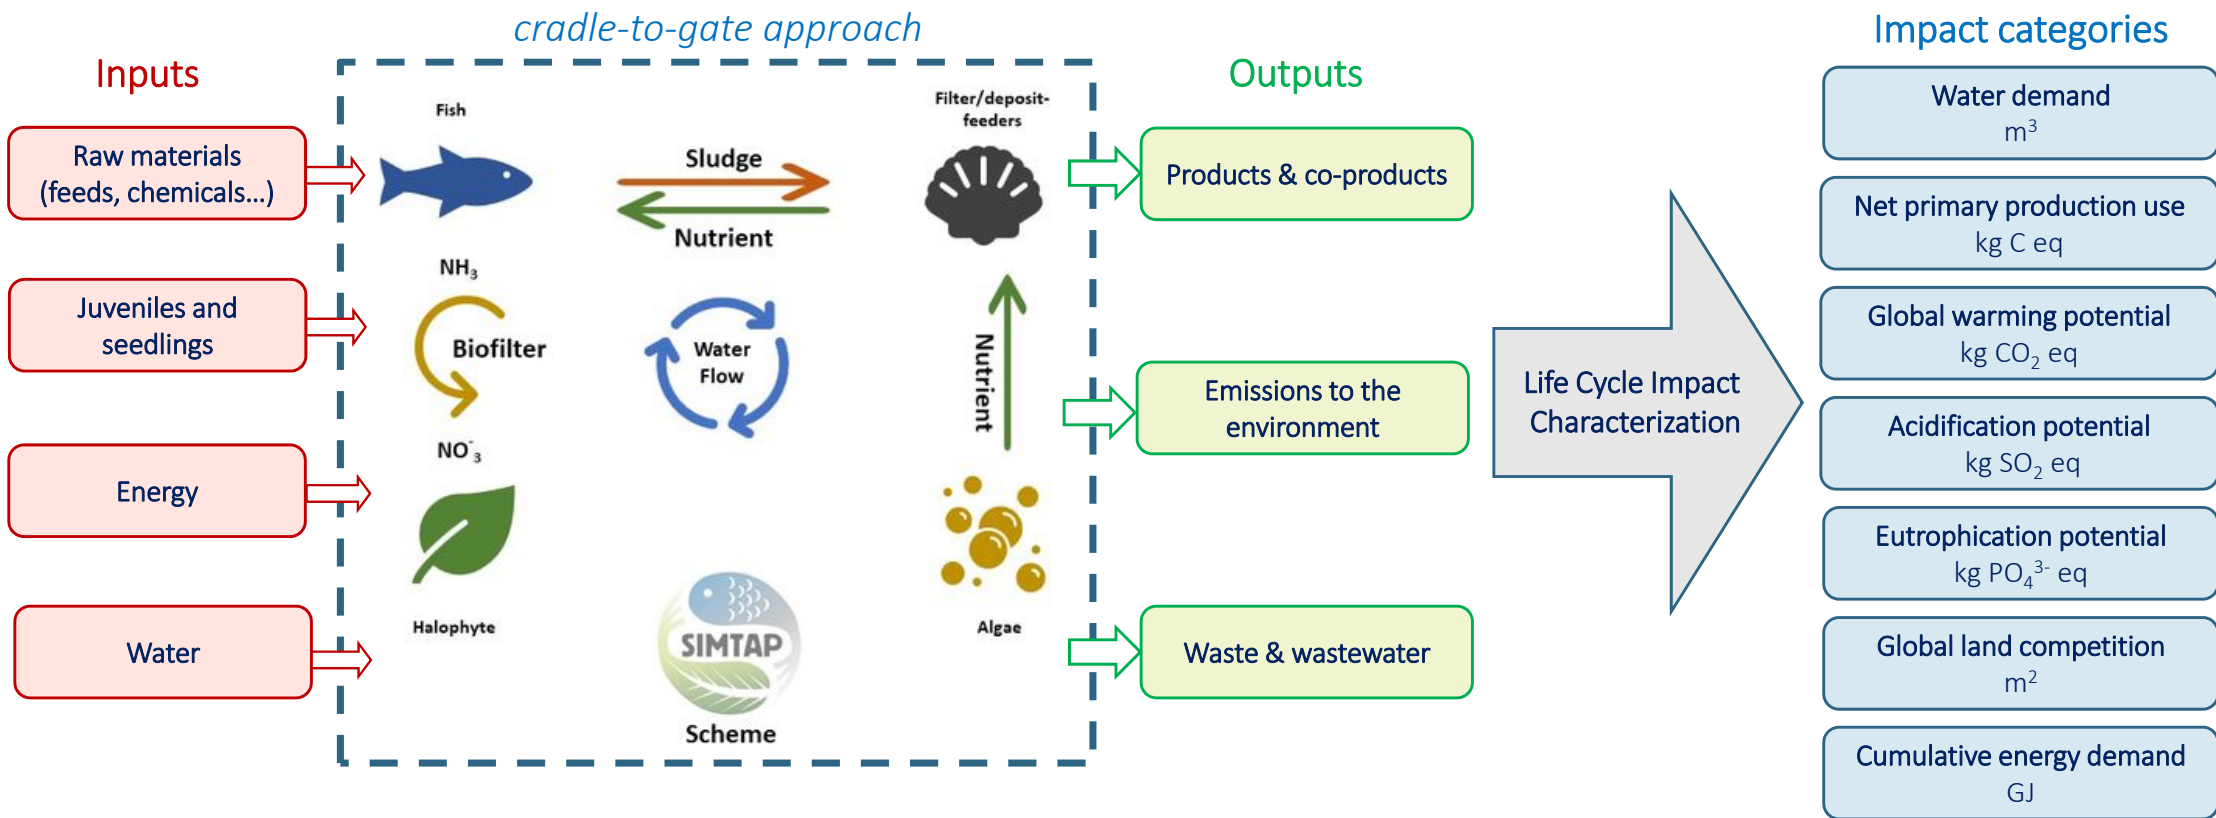 cradle-to-gate approach
Inputs
Raw materials
(feeds, chemicals...)
Juveniles and
seedlings
Energy
Water
Fish
Sludge
Nutrient
Filter/deposit-
feeders
NH₃
Biofilter
NO⁻₃
Water
Flow
Nutrient
Halophyte
Algae
SIMTAP
Scheme
Outputs
Products & co-products
Emissions to the
environment
Waste & wastewater
Life Cycle Impact
Characterization
Impact categories
Water demand
m³
Net primary production use
kg C eq
Global warming potential
kg CO₂ eq
Acidification potential
kg SO₂ eq
Eutrophication potential
kg PO₄³⁻ eq
Global land competition
m²
Cumulative energy demand
GJ